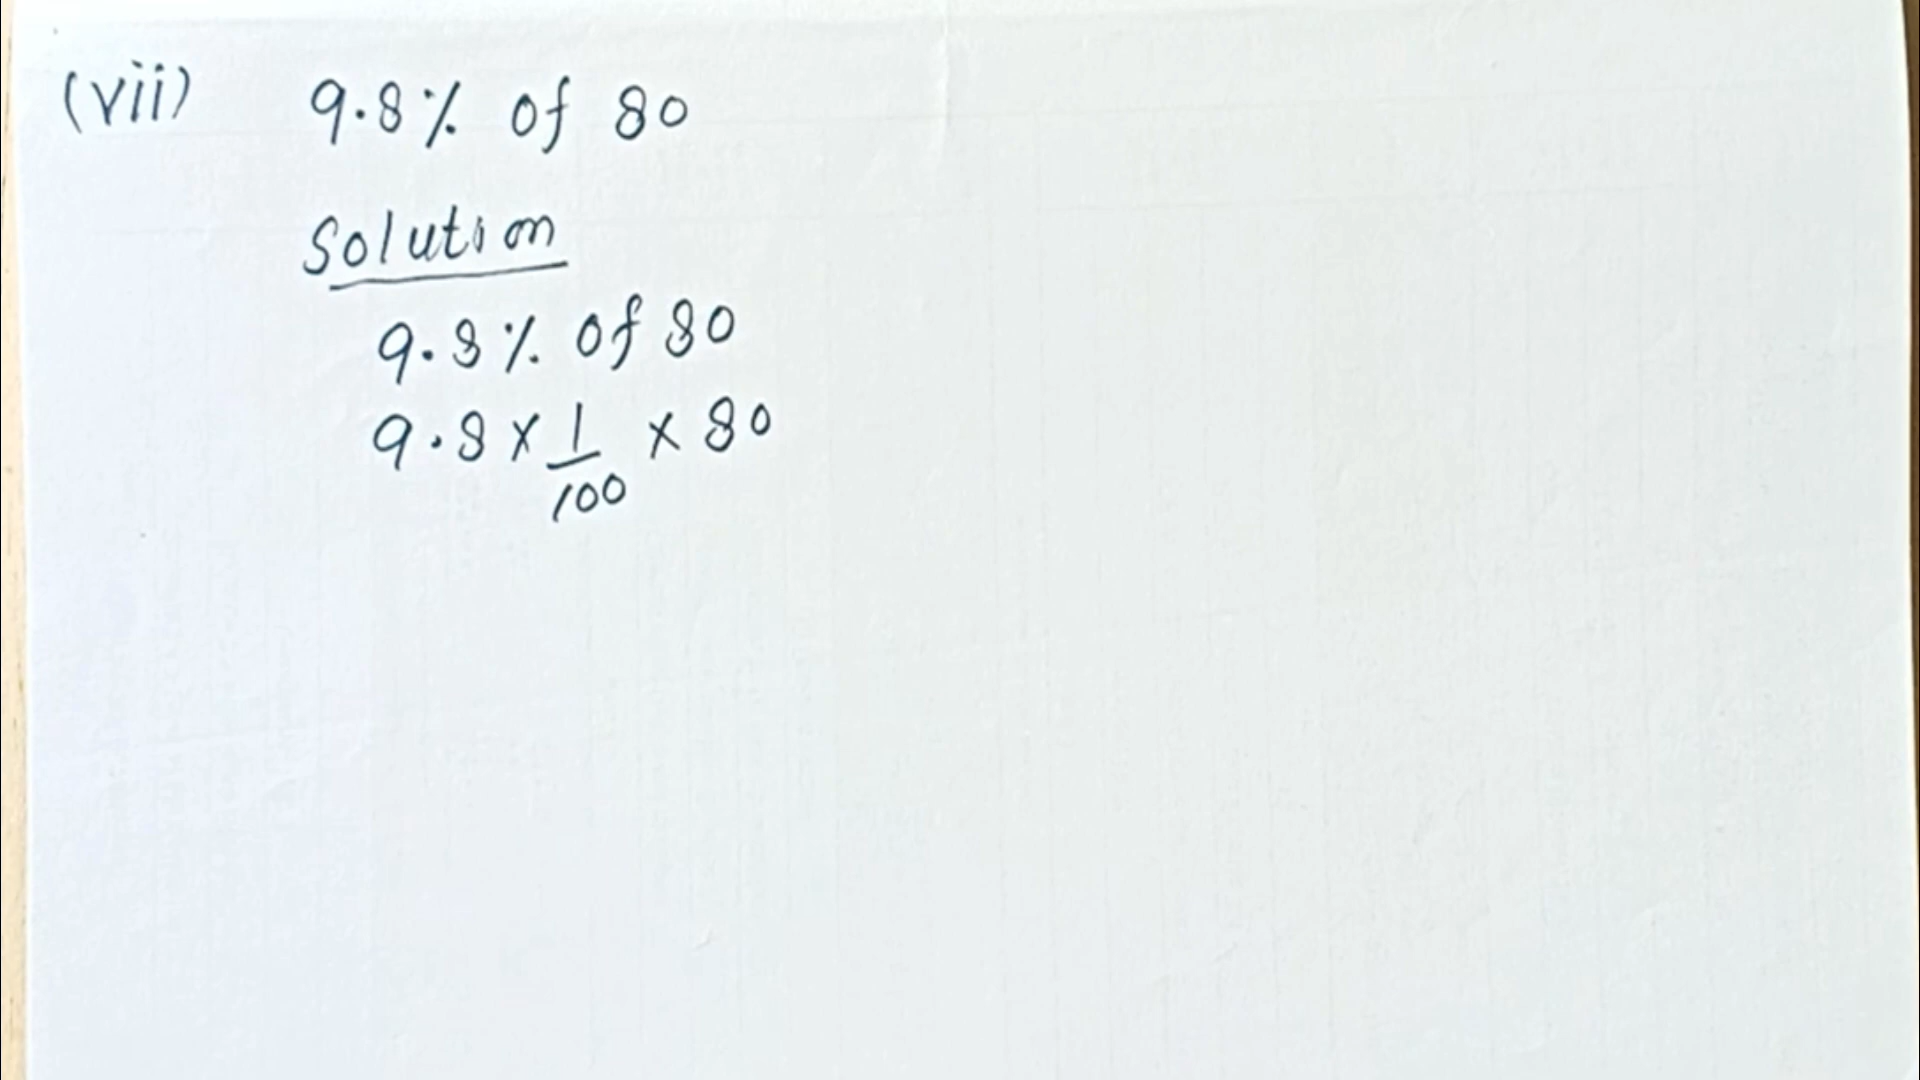 (vii) 9.8% of 80
Solution
9.8% of 80
9.8 × 1/100 × 80